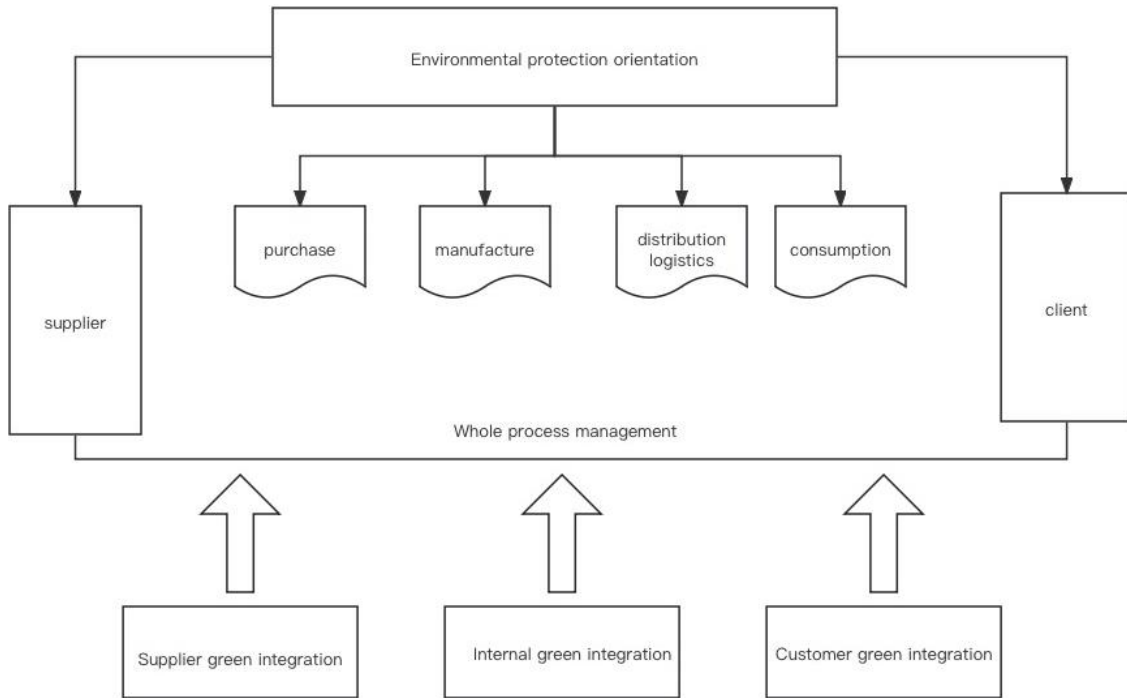 Environmental protection orientation
purchase
manufacture
distribution
logistics
consumption
supplier
client
Whole process management
Supplier green integration
Internal green integration
Customer green integration